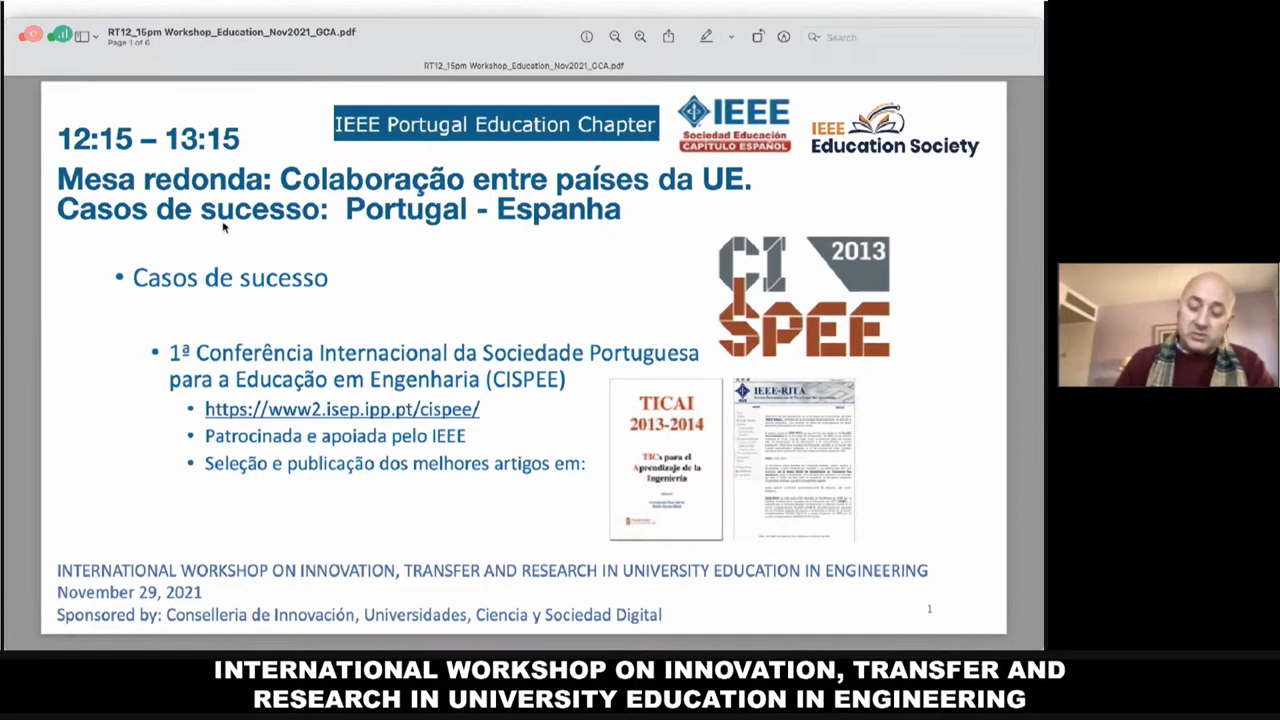 RT12_15pm Workshop_Education_Nov2021_GCA.pdf
Page 1 of 6
Search
RT12_15pm Workshop_Education_Nov2021_GCA.pdf
12:15 – 13:15
IEEE Portugal Education Chapter
IEEE
Sociedad Educación
CAPÍTULO ESPAÑOL
IEEE
Education Society
Mesa redonda: Colaboração entre países da UE.
Casos de sucesso: Portugal - Espanha
• Casos de sucesso
CI 2013
SPEE
• 1ª Conferência Internacional da Sociedade Portuguesa
para a Educação em Engenharia (CISPEE)
• https://www2.isep.ipp.pt/cispee/
• Patrocinada e apoiada pelo IEEE
• Seleção e publicação dos melhores artigos em:
TICAI
2013-2014
TICs para el
Aprendizaje de la
Ingeniería
IEEE-RITA
INTERNATIONAL WORKSHOP ON INNOVATION, TRANSFER AND RESEARCH IN UNIVERSITY EDUCATION IN ENGINEERING
November 29, 2021
Sponsored by: Conselleria de Innovación, Universidades, Ciencia y Sociedad Digital
1
INTERNATIONAL WORKSHOP ON INNOVATION, TRANSFER AND
RESEARCH IN UNIVERSITY EDUCATION IN ENGINEERING